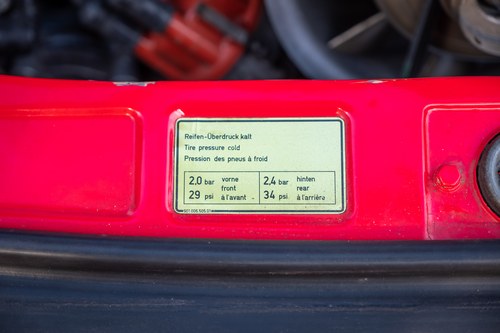 Reifen-Überdruck kalt
Tire pressure cold
Pression des pneus à froid
2,0 bar vorne 2,4 bar hinten
front rear
29 psi à l'avant 34 psi à l'arrière